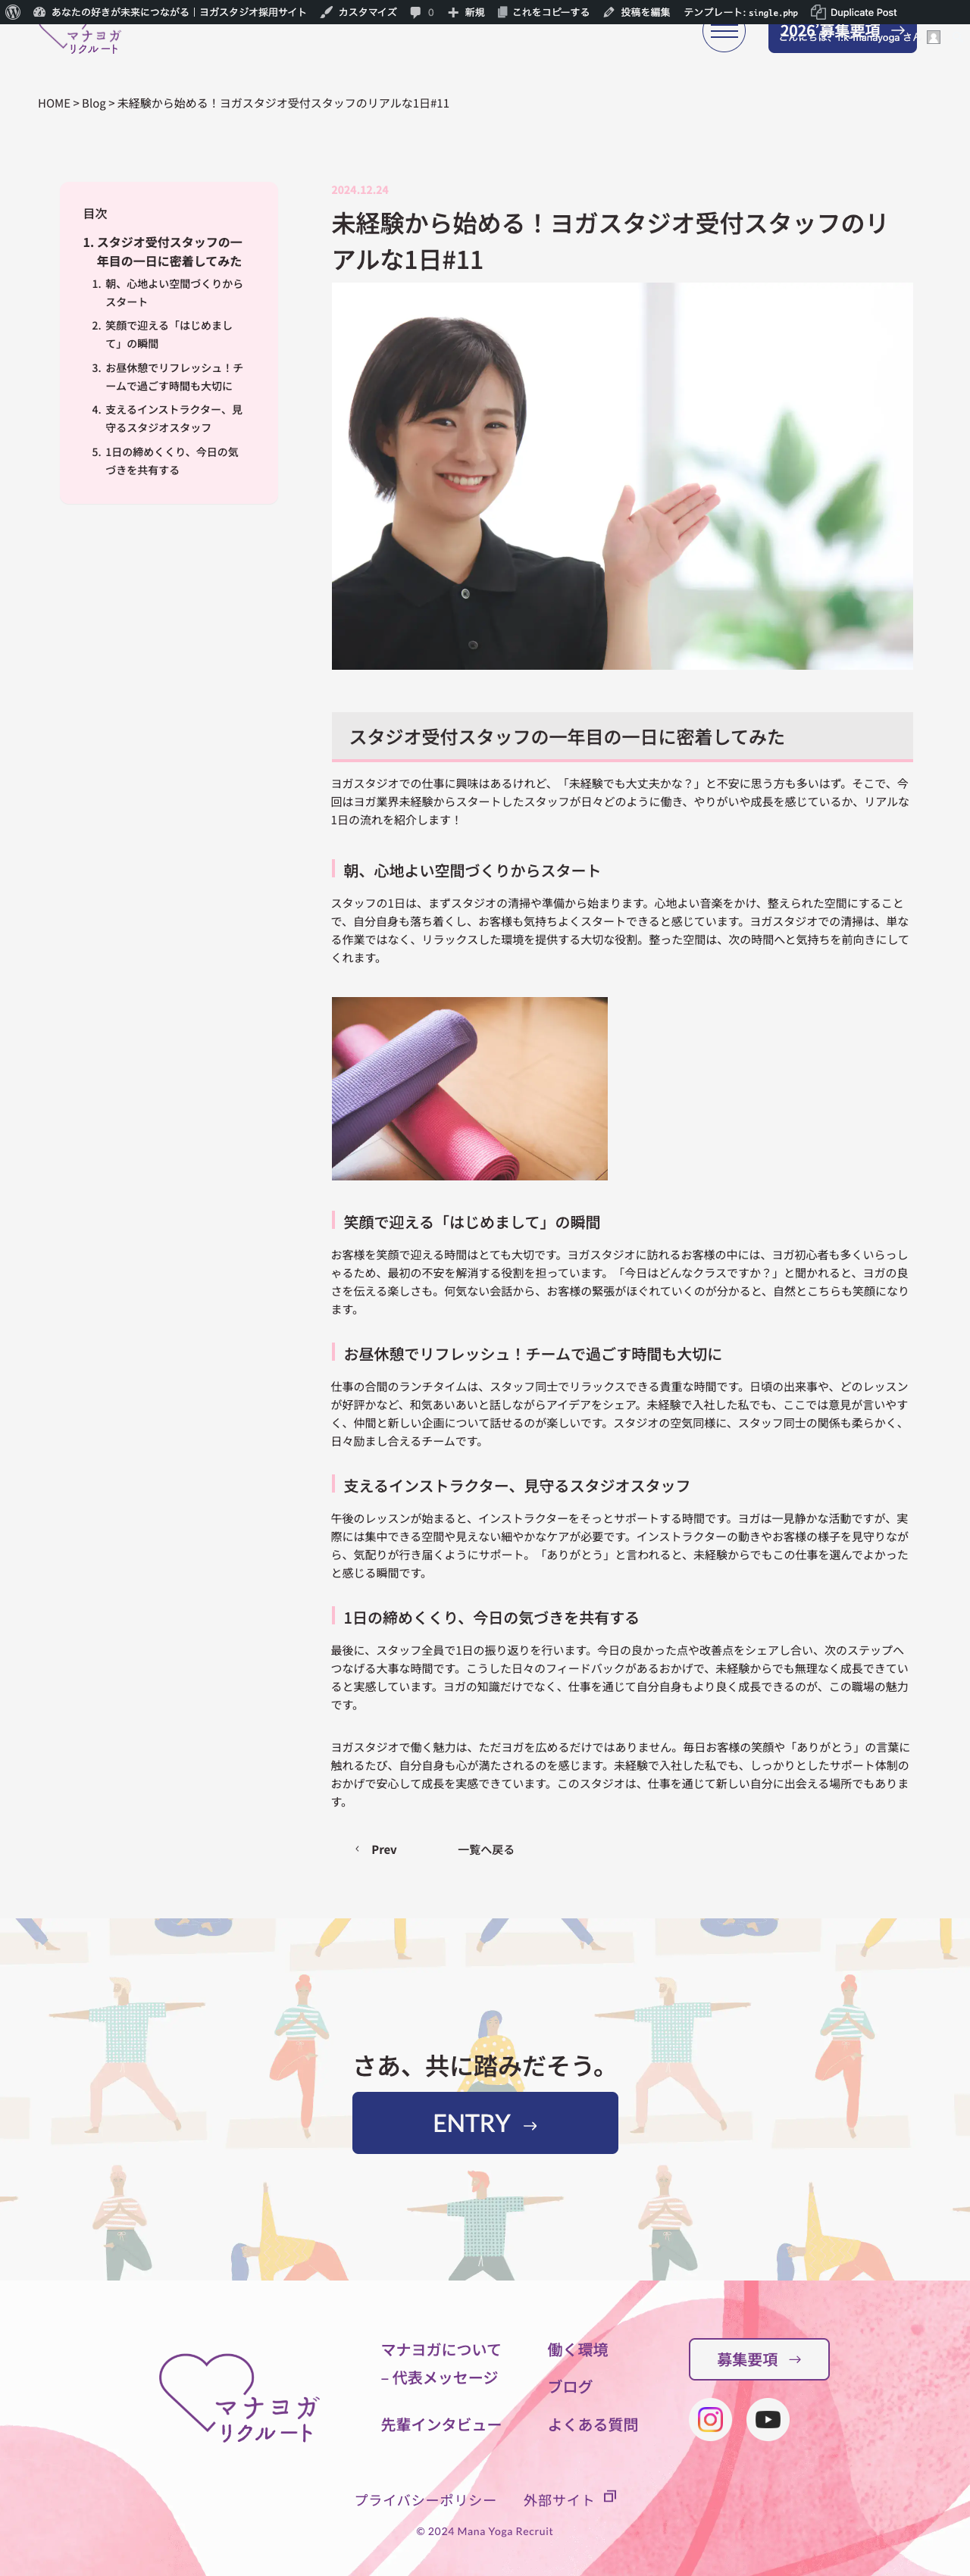 あなたの好きが未来につながる｜ヨガスタジオ採用サイト カスタマイズ 0 新規 これをコピーする 投稿を編集 テンプレート: single.php Duplicate Post
マナヨガ
リクルート
2026 募集要項 →
HOME > Blog > 未経験から始める！ヨガスタジオ受付スタッフのリアルな1日#11
目次
1. スタジオ受付スタッフの一
年目の一日に密着してみた
1. 朝、心地よい空間づくりから
スタート
2. 笑顔で迎える「はじめまし
て」の瞬間
3. お昼休憩でリフレッシュ！チ
ームで過ごす時間も大切に
4. 支えるインストラクター、見
守るスタジオスタッフ
5. 1日の締めくくり、今日の気
づきを共有する
2024.12.24
未経験から始める！ヨガスタジオ受付スタッフのリ
アルな1日#11
スタジオ受付スタッフの一年目の一日に密着してみた
ヨガスタジオでの仕事に興味はあるけれど、「未経験でも大丈夫かな？」と不安に思う方も多いはず。そこで、今
回はヨガ業界未経験からスタートしたスタッフが日々どのように働き、やりがいや成長を感じているか、リアルな
1日の流れを紹介します！
朝、心地よい空間づくりからスタート
スタッフの1日は、まずスタジオの清掃や準備から始まります。心地よい音楽をかけ、整えられた空間にすること
で、自分自身も落ち着くし、お客様も気持ちよくスタートできると感じています。ヨガスタジオでの清掃は、単な
る作業ではなく、リラックスした環境を提供する大切な役割。整った空間は、次の時間へと気持ちを前向きにして
くれます。
笑顔で迎える「はじめまして」の瞬間
お客様を笑顔で迎える時間はとても大切です。ヨガスタジオに訪れるお客様の中には、ヨガ初心者も多くいらっし
ゃるため、最初の不安を解消する役割を担っています。「今日はどんなクラスですか？」と聞かれると、ヨガの良
さを伝える楽しさも。何気ない会話から、お客様の緊張がほぐれていくのが分かると、自然とこちらも笑顔になり
ます。
お昼休憩でリフレッシュ！チームで過ごす時間も大切に
仕事の合間のランチタイムは、スタッフ同士でリラックスできる貴重な時間です。日頃の出来事や、どのレッスン
が好評かなど、和気あいあいと話しながらアイデアをシェア。未経験で入社した私でも、ここでは意見が言いやす
く、仲間と新しい企画について話せるのが楽しいです。スタジオの空気同様に、スタッフ同士の関係も柔らかく、
日々励まし合えるチームです。
支えるインストラクター、見守るスタジオスタッフ
午後のレッスンが始まると、インストラクターをそっとサポートする時間です。ヨガは一見静かな活動ですが、実
際には集中できる空間や見えない細やかなケアが必要です。インストラクターの動きやお客様の様子を見守りなが
ら、気配りが行き届くようにサポート。「ありがとう」と言われると、未経験からでもこの仕事を選んでよかった
と感じる瞬間です。
1日の締めくくり、今日の気づきを共有する
最後に、スタッフ全員で1日の振り返りを行います。今日の良かった点や改善点をシェアし合い、次のステップへ
つなげる大事な時間です。こうした日々のフィードバックがあるおかげで、未経験からでも無理なく成長できてい
ると実感しています。ヨガの知識だけでなく、仕事を通じて自分自身もより良く成長できるのが、この職場の魅力
です。
ヨガスタジオで働く魅力は、ただヨガを広めるだけではありません。毎日お客様の笑顔や「ありがとう」の言葉に
触れるたび、自分自身も心が満たされるのを感じます。未経験で入社した私でも、しっかりとしたサポート体制の
おかげで安心して成長を実感できています。このスタジオは、仕事を通じて新しい自分に出会える場所でもありま
す。
Prev 一覧へ戻る
さあ、共に踏みだそう。
ENTRY →
マナヨガ
リクルート
マナヨガについて 働く環境 募集要項 →
– 代表メッセージ ブログ
先輩インタビュー よくある質問
プライバシーポリシー 外部サイト
© 2024 Mana Yoga Recruit